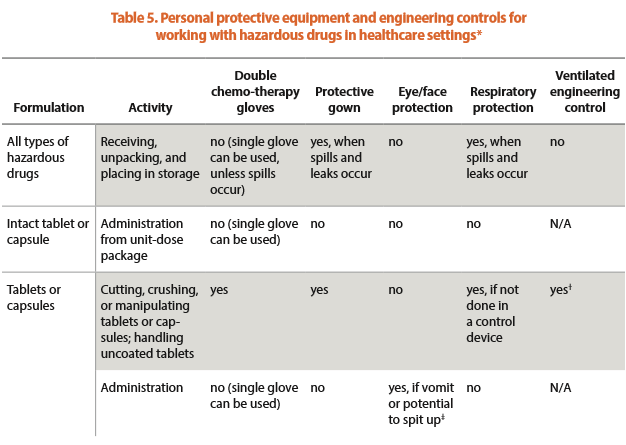 Table 5. Personal protective equipment and engineering controls for
working with hazardous drugs in healthcare settings*
Formulation
Activity
Double
chemo-therapy
gloves
Protective
gown
Eye/face
protection
Respiratory
protection
Ventilated
engineering
control
All types of
hazardous
drugs
Receiving,
unpacking, and
placing in storage
no (single glove
can be used,
unless spills
occur)
yes, when
spills and
leaks occur
no
yes, when
spills and
leaks occur
no
Intact tablet or
capsule
Administration
from unit-dose
package
no (single glove
can be used)
no
no
no
N/A
Tablets or
capsules
Cutting, crushing,
or manipulating
tablets or cap-
sules; handling
uncoated tablets
yes
yes
no
yes, if not
done in
a control
device
yes†
Administration
no (single glove
can be used)
no
yes, if vomit
or potential
to spit up‡
no
N/A